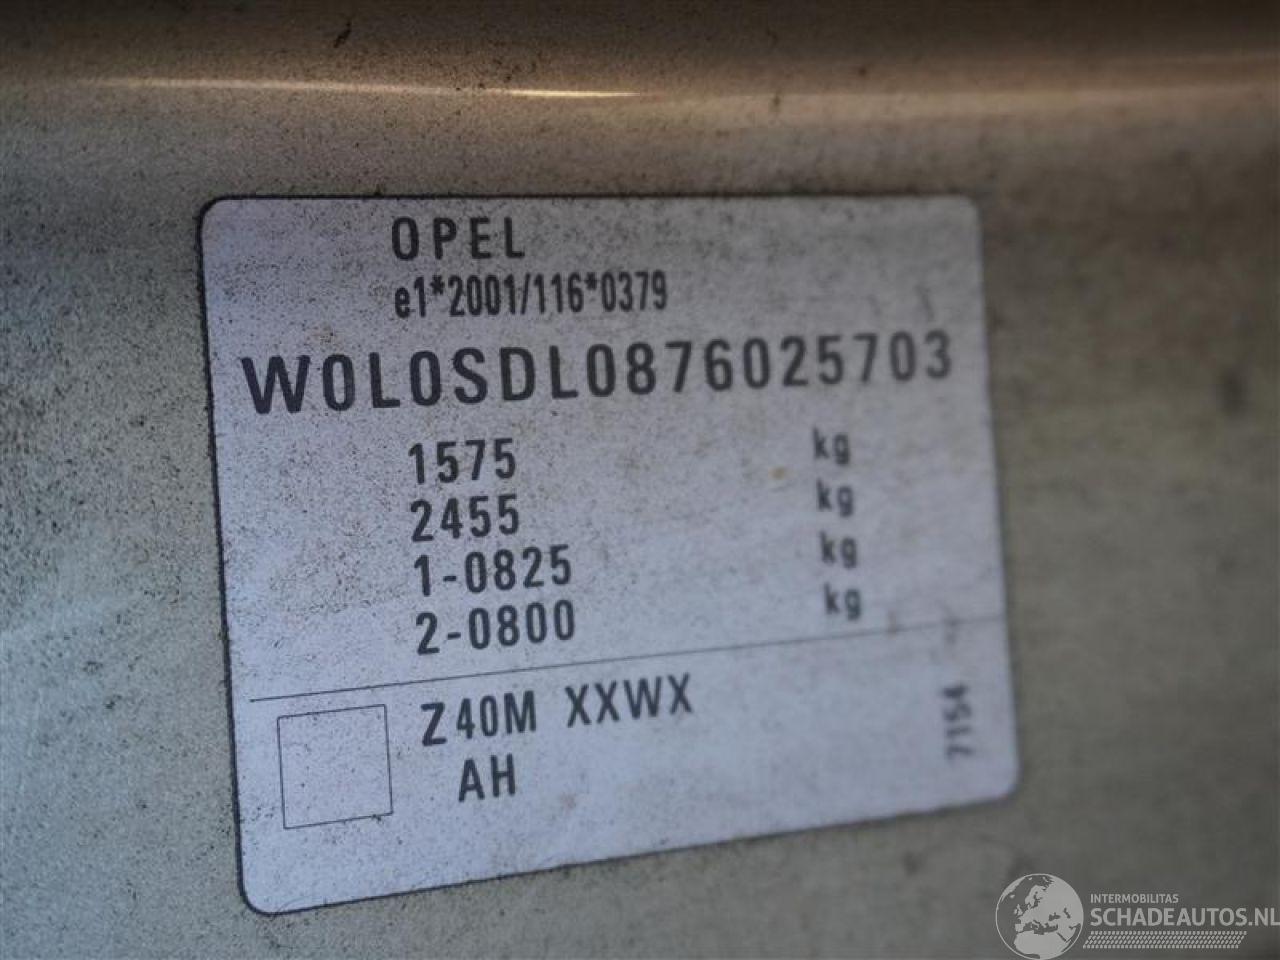 OPEL
e1*2001/116*0379
W0L0SDL0876025703
1575 kg
2455 kg
1-0825 kg
2-0800 kg
Z40M XXWX
AH
7154
INTERMOBILITAS
SCHADEAUTOS.NL